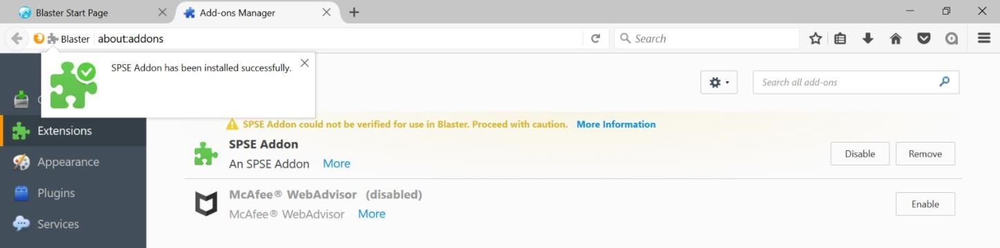 Blaster Start Page
Add-ons Manager
Blaster
about:addons
Search
SPSE Addon has been installed successfully.
Search all add-ons
Extensions
Appearance
Plugins
Services
SPSE Addon could not be verified for use in Blaster. Proceed with caution. More Information
SPSE Addon
An SPSE Addon More
Disable Remove
McAfee® WebAdvisor (disabled)
McAfee® WebAdvisor More
Enable